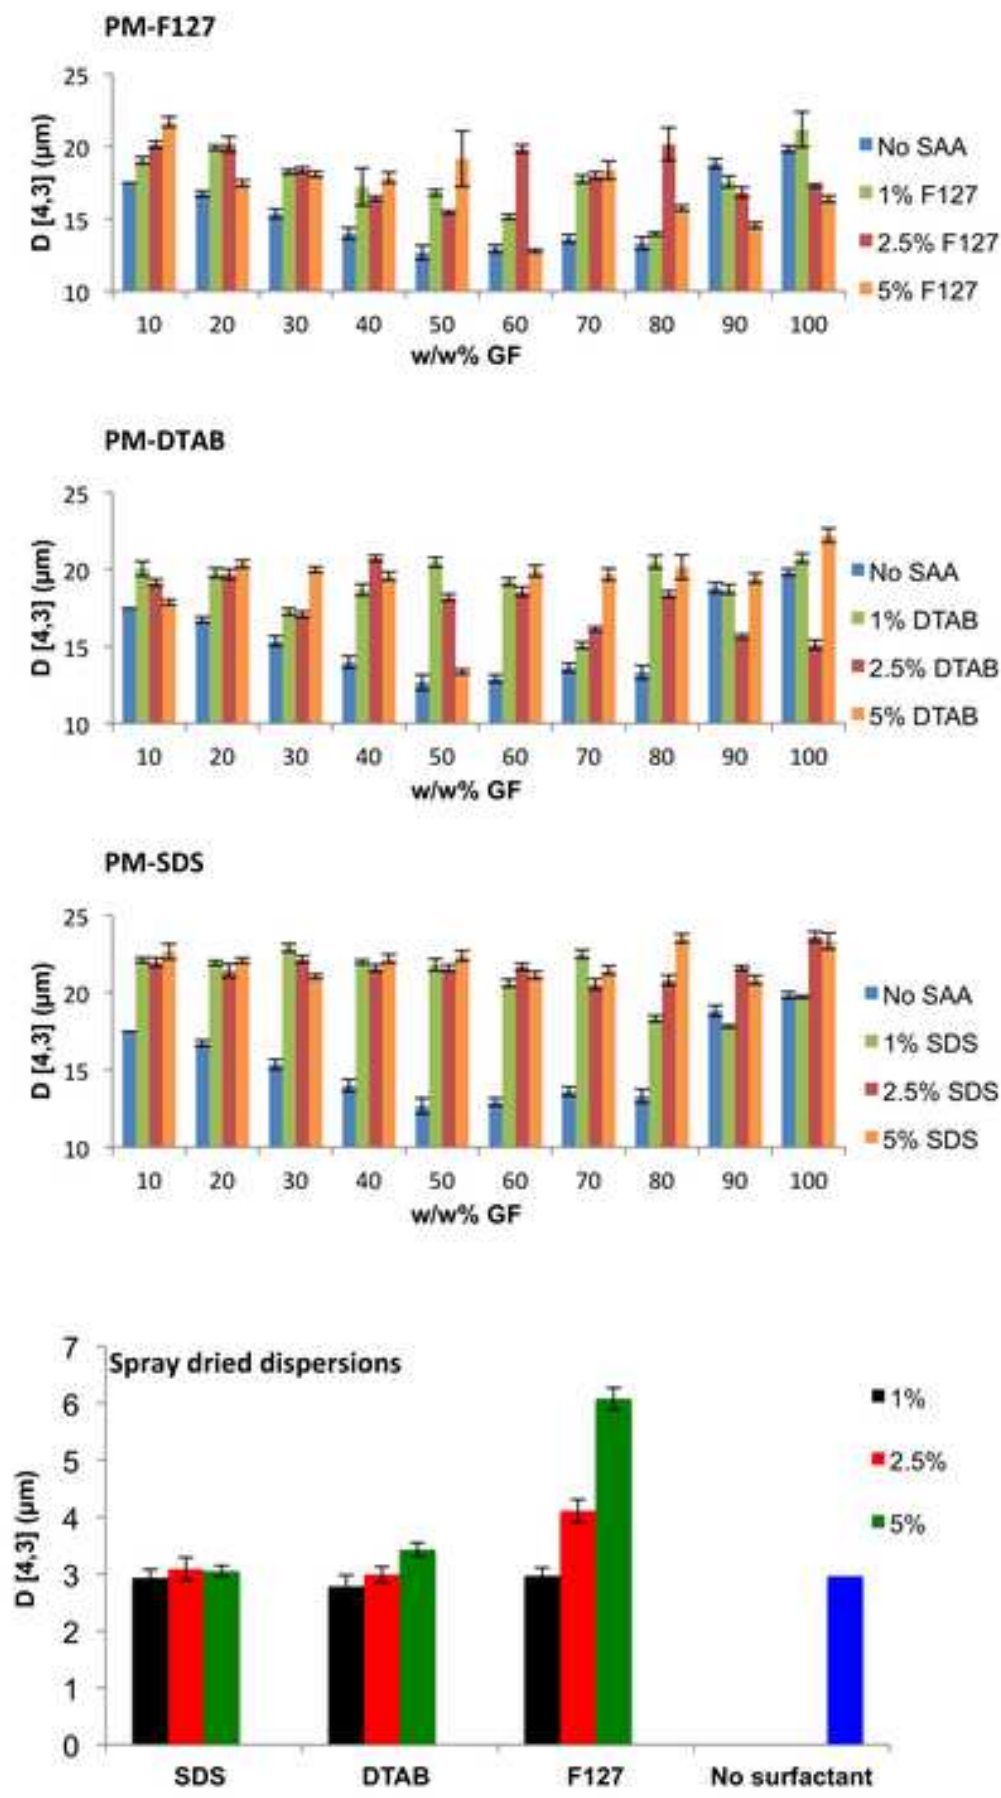 PM-F127
25
20
15
10
D [4,3] (µm)
10 20 30 40 50 60 70 80 90 100
w/w% GF
No SAA
1% F127
2.5% F127
5% F127
PM-DTAB
25
20
15
10
D [4,3] (µm)
10 20 30 40 50 60 70 80 90 100
w/w% GF
No SAA
1% DTAB
2.5% DTAB
5% DTAB
PM-SDS
25
20
15
10
D [4,3] (µm)
10 20 30 40 50 60 70 80 90 100
w/w% GF
No SAA
1% SDS
2.5% SDS
5% SDS
Spray dried dispersions
7
6
5
4
3
2
1
0
D [4,3] (µm)
SDS DTAB F127 No surfactant
1%
2.5%
5%